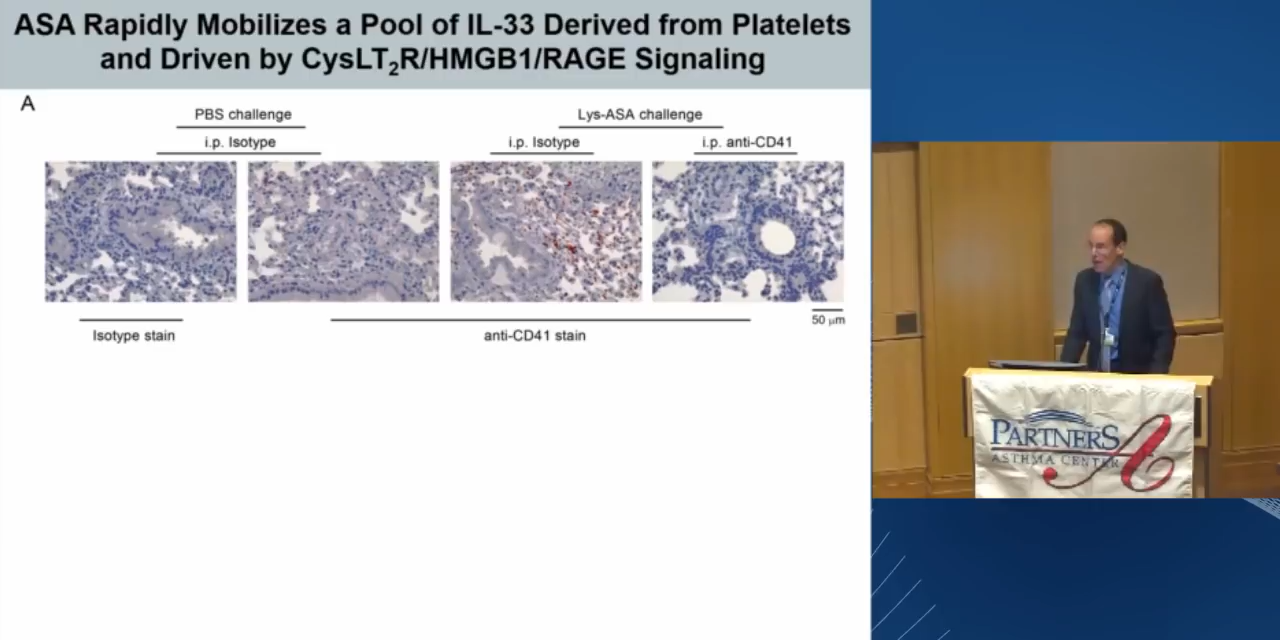 ASA Rapidly Mobilizes a Pool of IL-33 Derived from Platelets
and Driven by CysLT₂R/HMGB1/RAGE Signaling
A
PBS challenge
Lys-ASA challenge
i.p. Isotype
i.p. Isotype
i.p. anti-CD41
50 μm
Isotype stain
anti-CD41 stain
PARTNERS
ASTHMA CENTER
A